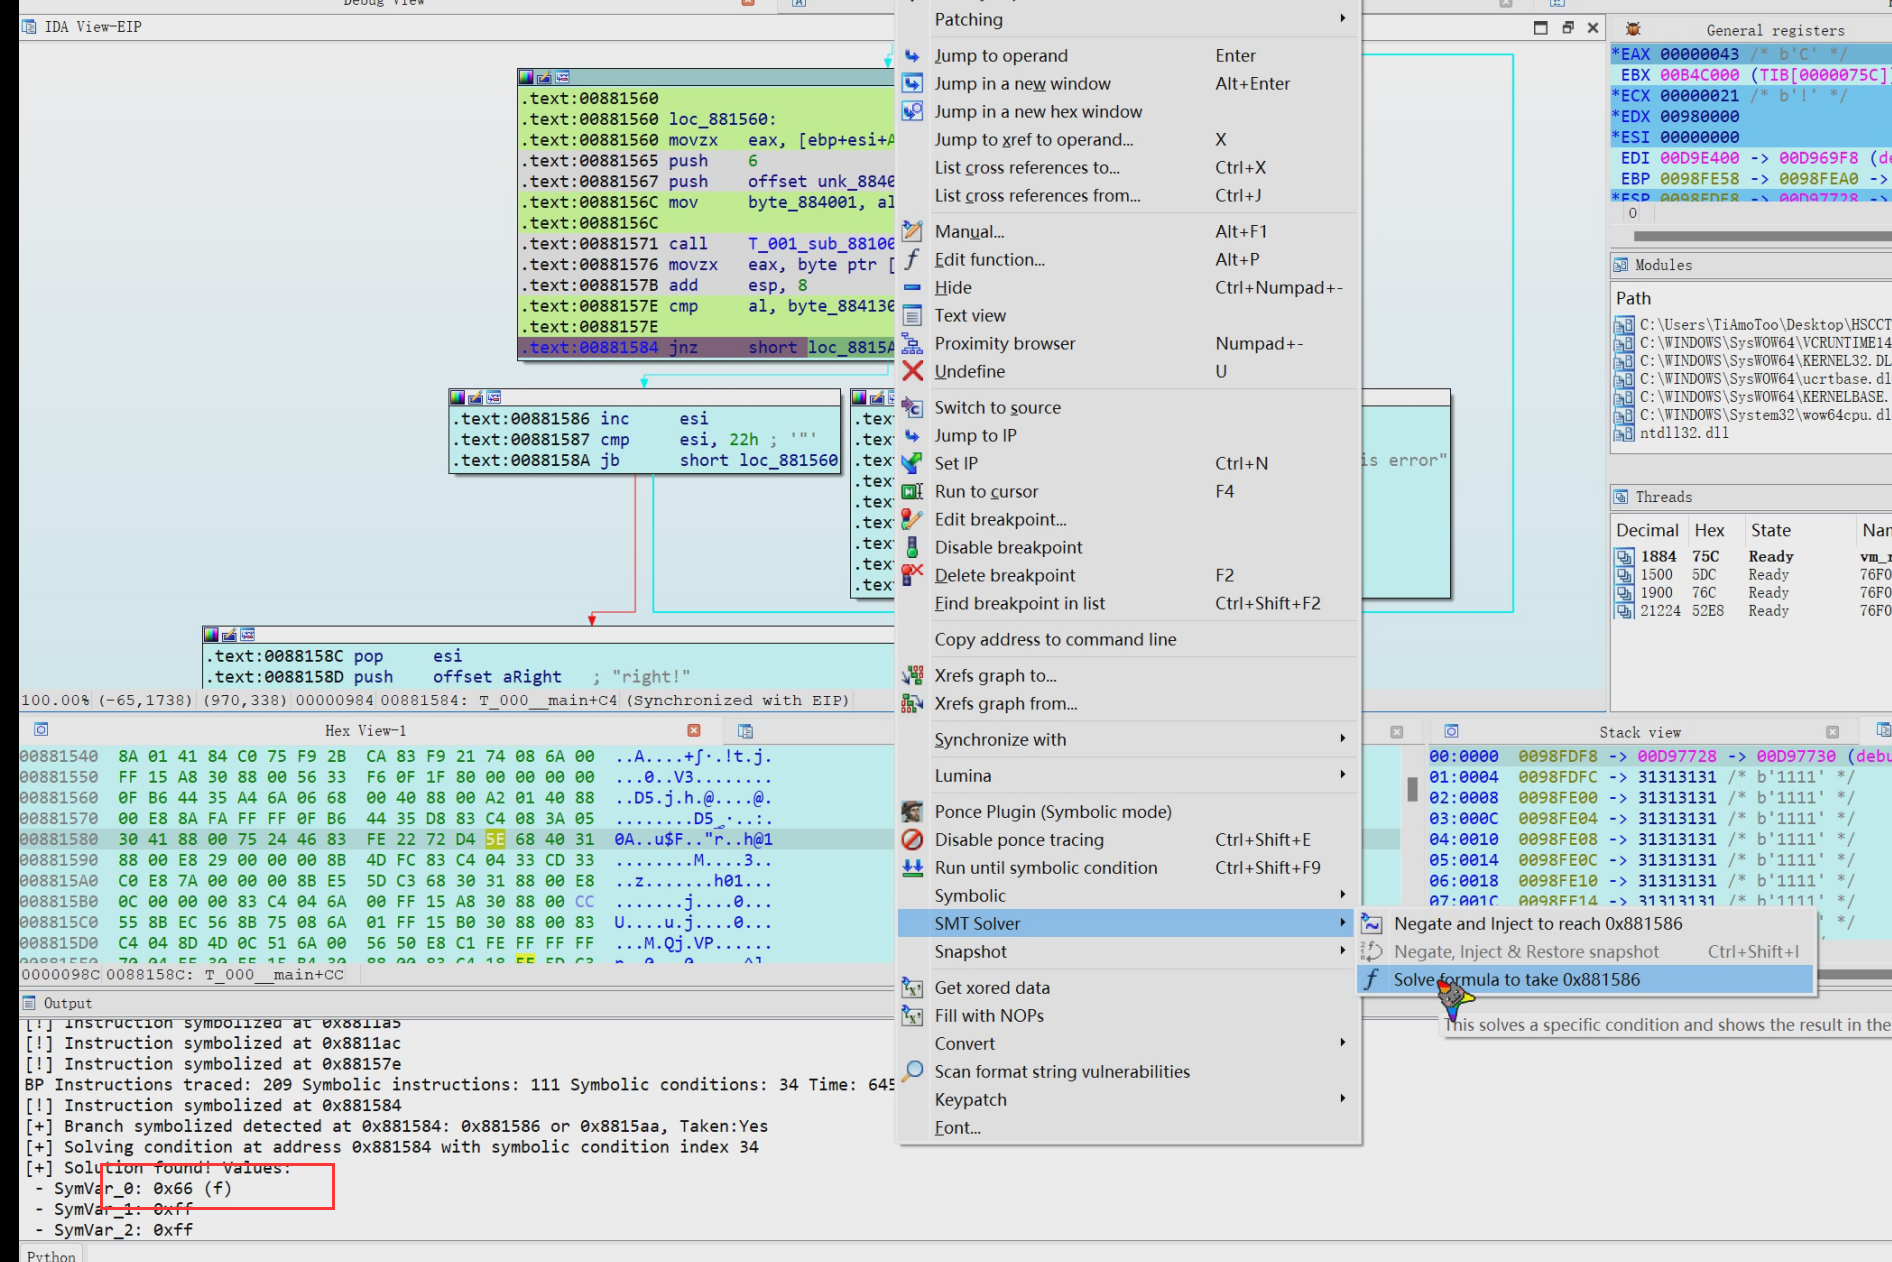 Debug View
IDA View-EIP
.text:00881560
.text:00881560 loc_881560:
.text:00881560 movzx eax, [ebp+esi+A
.text:00881565 push 6
.text:00881567 push offset unk_8840
.text:0088156C mov byte_884001, al
.text:0088156C
.text:00881571 call T_001_sub_88100
.text:00881576 movzx eax, byte ptr [
.text:0088157B add esp, 8
.text:0088157E cmp al, byte_884130
.text:0088157E
.text:00881584 jnz short loc_8815A
.text:00881586 inc esi
.text:00881587 cmp esi, 22h ; '"'
.text:0088158A jb short loc_881560
.tex
.tex
.tex
.tex
.tex
.tex
.tex
.tex
.tex
is error"
.text:0088158C pop esi
.text:0088158D push offset aRight ; "right!"
100.00% (-65,1738) (970,338) 00000984 00881584: T_000__main+C4 (Synchronized with EIP)
Patching
Jump to operand Enter
Jump in a new window Alt+Enter
Jump in a new hex window
Jump to xref to operand... X
List cross references to... Ctrl+X
List cross references from... Ctrl+J
Manual... Alt+F1
Edit function... Alt+P
Hide Ctrl+Numpad+-
Text view
Proximity browser Numpad+-
Undefine U
Switch to source
Jump to IP
Set IP Ctrl+N
Run to cursor F4
Edit breakpoint...
Disable breakpoint
Delete breakpoint F2
Find breakpoint in list Ctrl+Shift+F2
Copy address to command line
Xrefs graph to...
Xrefs graph from...
Synchronize with
Lumina
Ponce Plugin (Symbolic mode)
Disable ponce tracing Ctrl+Shift+E
Run until symbolic condition Ctrl+Shift+F9
Symbolic
SMT Solver
Snapshot
Get xored data
Fill with NOPs
Convert
Scan format string vulnerabilities
Keypatch
Font...
Negate and Inject to reach 0x881586
Negate, Inject & Restore snapshot Ctrl+Shift+I
Solve formula to take 0x881586
This solves a specific condition and shows the result in the
General registers
*EAX 00000043 /* b'C' */
EBX 00B4C000 (TIB[0000075C]
*ECX 00000021 /* b'!' */
*EDX 00980000
*ESI 00000000
EDI 00D9E400 -> 00D969F8 (de
EBP 0098FE58 -> 0098FEA0 ->
*ESP 0098FDF8 -> 00D97728 ->
0
Modules
Path
C:\Users\TiAmoToo\Desktop\HSCCT
C:\WINDOWS\SysWOW64\VCRUNTIME14
C:\WINDOWS\SysWOW64\KERNEL32.DL
C:\WINDOWS\SysWOW64\ucrtbase.dl
C:\WINDOWS\SysWOW64\KERNELBASE.
C:\WINDOWS\System32\wow64cpu.dl
ntdll32.dll
Threads
Decimal Hex State Nam
1884 75C Ready vm_r
1500 5DC Ready 76F0
1900 76C Ready 76F0
21224 52E8 Ready 76F0
Hex View-1
00881540 8A 01 41 84 C0 75 F9 2B CA 83 F9 21 74 08 6A 00 ..A....+ʃ·.!t.j.
00881550 FF 15 A8 30 88 00 56 33 F6 0F 1F 80 00 00 00 00 ...0..V3........
00881560 0F B6 44 35 A4 6A 06 68 00 40 88 00 A2 01 40 88 ..D5.j.h.@....@.
00881570 00 E8 8A FA FF FF 0F B6 44 35 D8 83 C4 08 3A 05
00881580 30 41 88 00 75 24 46 83 FE 22 72 D4 5E 68 40 31 0A..u$F.."r..h@1
00881590 88 00 E8 29 00 00 00 8B 4D FC 83 C4 04 33 CD 33 ........M....3..
008815A0 C0 E8 7A 00 00 00 8B E5 5D C3 68 30 31 88 00 E8 ..z.......h01...
008815B0 0C 00 00 00 83 C4 04 6A 00 FF 15 A8 30 88 00 CC .......j....0...
008815C0 55 8B EC 56 8B 75 08 6A 01 FF 15 B0 30 88 00 83 U....u.j....0...
008815D0 C4 04 8D 4D 0C 51 6A 00 56 50 E8 C1 FE FF FF FF ...M.Qj.VP......
0000098C 0088158C: T_000__main+CC
Stack view
00:0000 0098FDF8 -> 00D97728 -> 00D97730 (debu
01:0004 0098FDFC -> 31313131 /* b'1111' */
02:0008 0098FE00 -> 31313131 /* b'1111' */
03:000C 0098FE04 -> 31313131 /* b'1111' */
04:0010 0098FE08 -> 31313131 /* b'1111' */
05:0014 0098FE0C -> 31313131 /* b'1111' */
06:0018 0098FE10 -> 31313131 /* b'1111' */
07:001C 0098FE14 -> 31313131 /* b'1111' */
Output
[!] Instruction symbolized at 0x8811a5
[!] Instruction symbolized at 0x8811ac
[!] Instruction symbolized at 0x88157e
BP Instructions traced: 209 Symbolic instructions: 111 Symbolic conditions: 34 Time: 645
[!] Instruction symbolized at 0x881584
[+] Branch symbolized detected at 0x881584: 0x881586 or 0x8815aa, Taken:Yes
[+] Solving condition at address 0x881584 with symbolic condition index 34
[+] Solution found! Values:
- SymVar_0: 0x66 (f)
- SymVar_1: 0xff
- SymVar_2: 0xff
Python